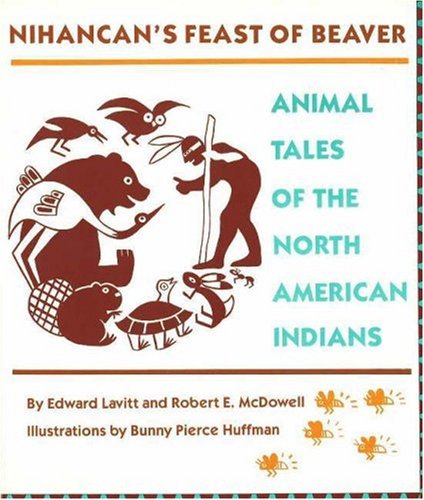 NIHANCAN'S FEAST OF BEAVER
ANIMAL
TALES
OF THE
NORTH
AMERICAN
INDIANS
By Edward Lavitt and Robert E. McDowell
Illustrations by Bunny Pierce Huffman